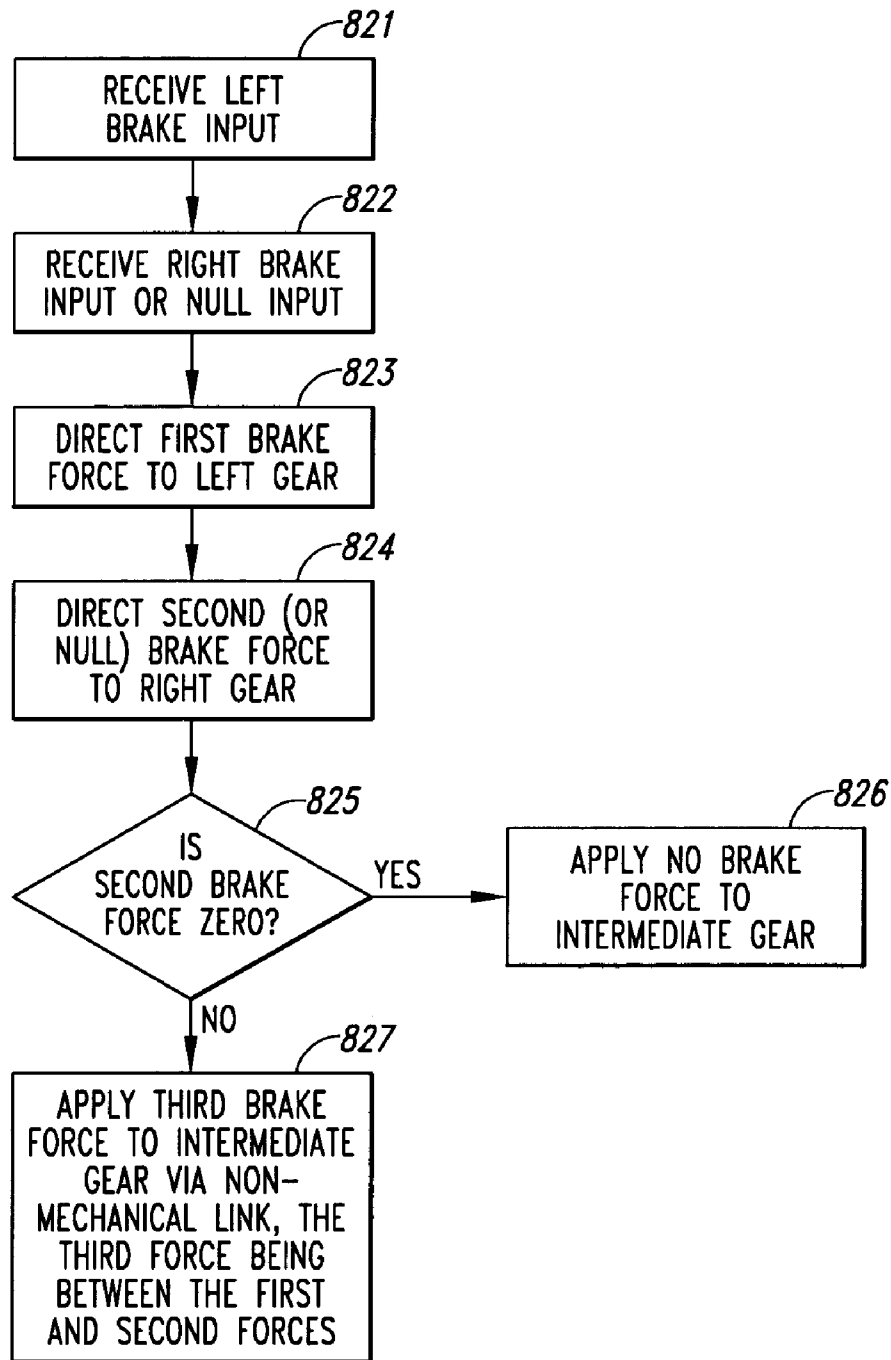 821
RECEIVE LEFT
BRAKE INPUT
822
RECEIVE RIGHT BRAKE
INPUT OR NULL INPUT
823
DIRECT FIRST BRAKE
FORCE TO LEFT GEAR
824
DIRECT SECOND (OR
NULL) BRAKE FORCE
TO RIGHT GEAR
825
IS
SECOND BRAKE
FORCE ZERO?
YES
826
APPLY NO BRAKE
FORCE TO
INTERMEDIATE GEAR
NO
827
APPLY THIRD BRAKE
FORCE TO INTERMEDIATE
GEAR VIA NON-
MECHANICAL LINK, THE
THIRD FORCE BEING
BETWEEN THE FIRST
AND SECOND FORCES